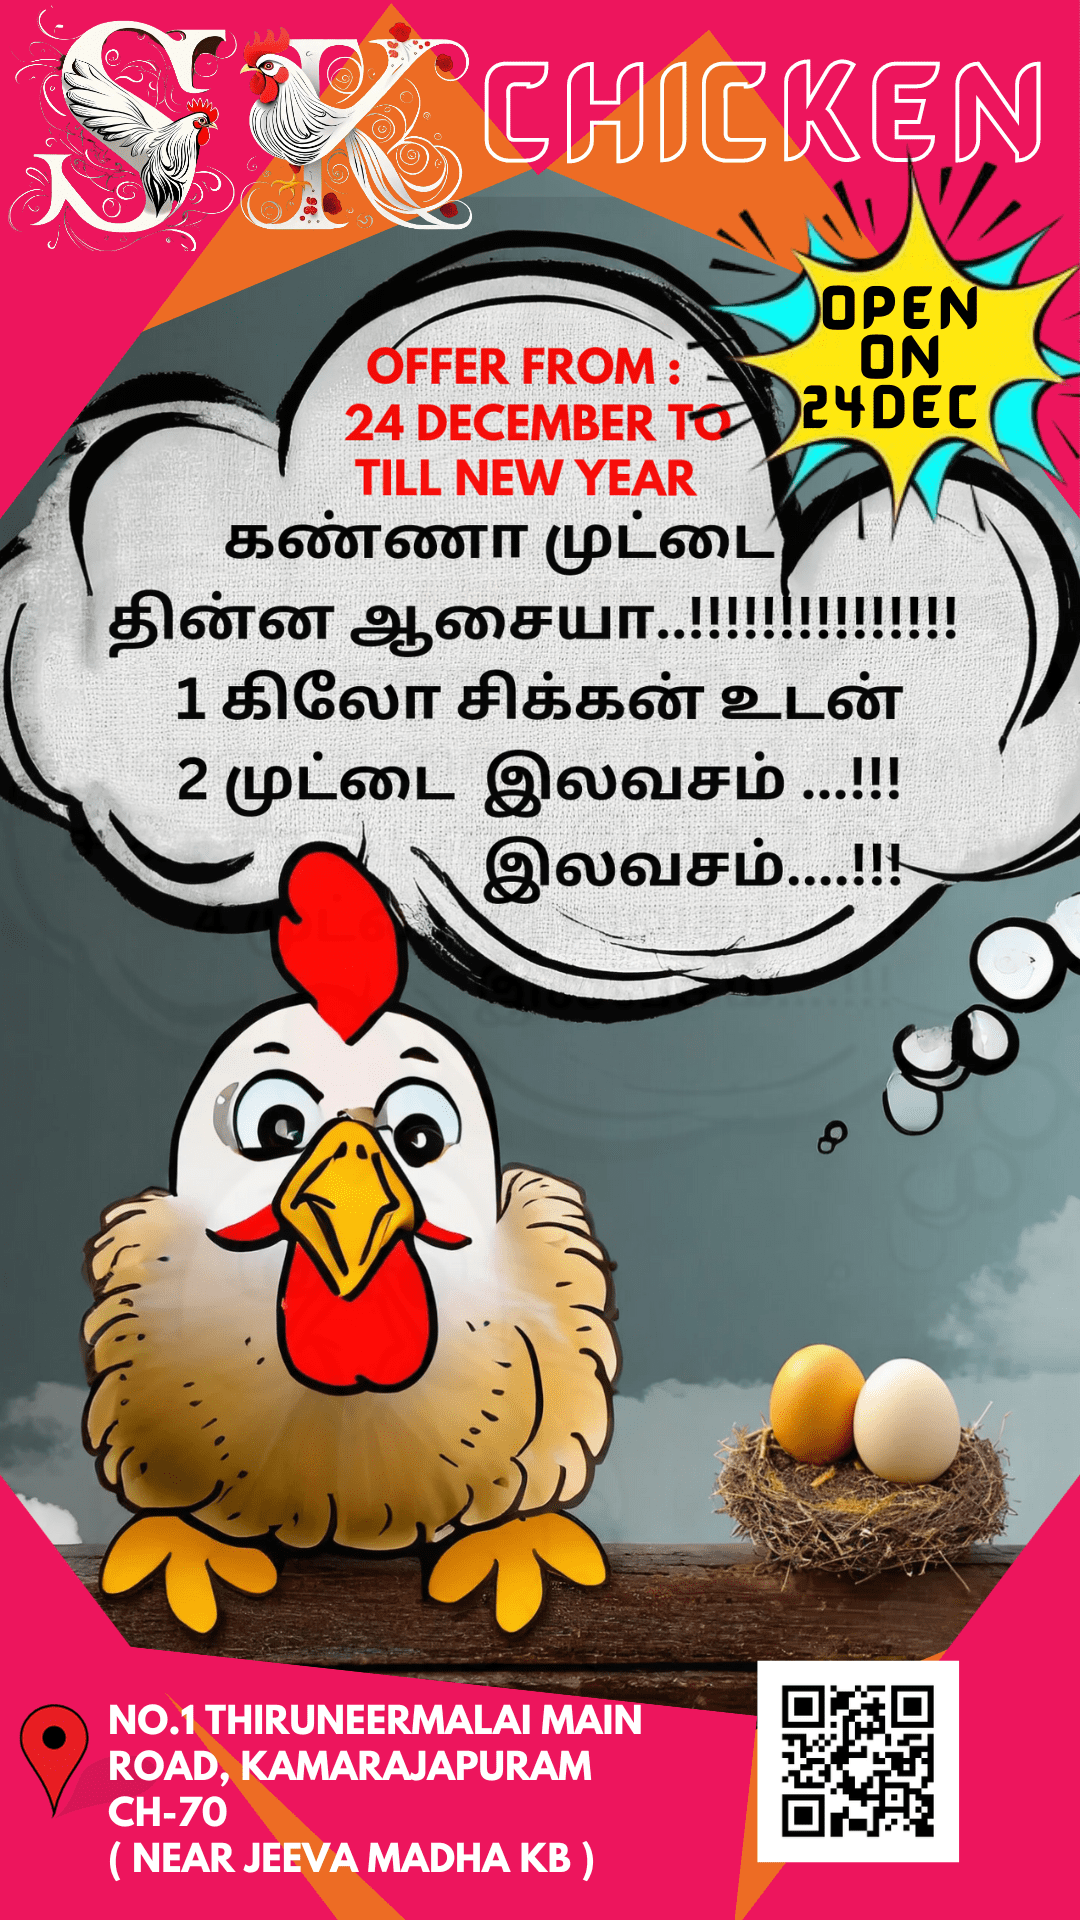 SK CHICKEN
OPEN
ON
24DEC
OFFER FROM :
24 DECEMBER TO
TILL NEW YEAR
கண்ணா முட்டை
தின்ன ஆசையா..!!!!!!!!!!!!!!!
1 கிலோ சிக்கன் உடன்
2 முட்டை இலவசம் ...!!!
இலவசம்....!!!
NO.1 THIRUNEERMALAI MAIN
ROAD, KAMARAJAPURAM
CH-70
( NEAR JEEVA MADHA KB )